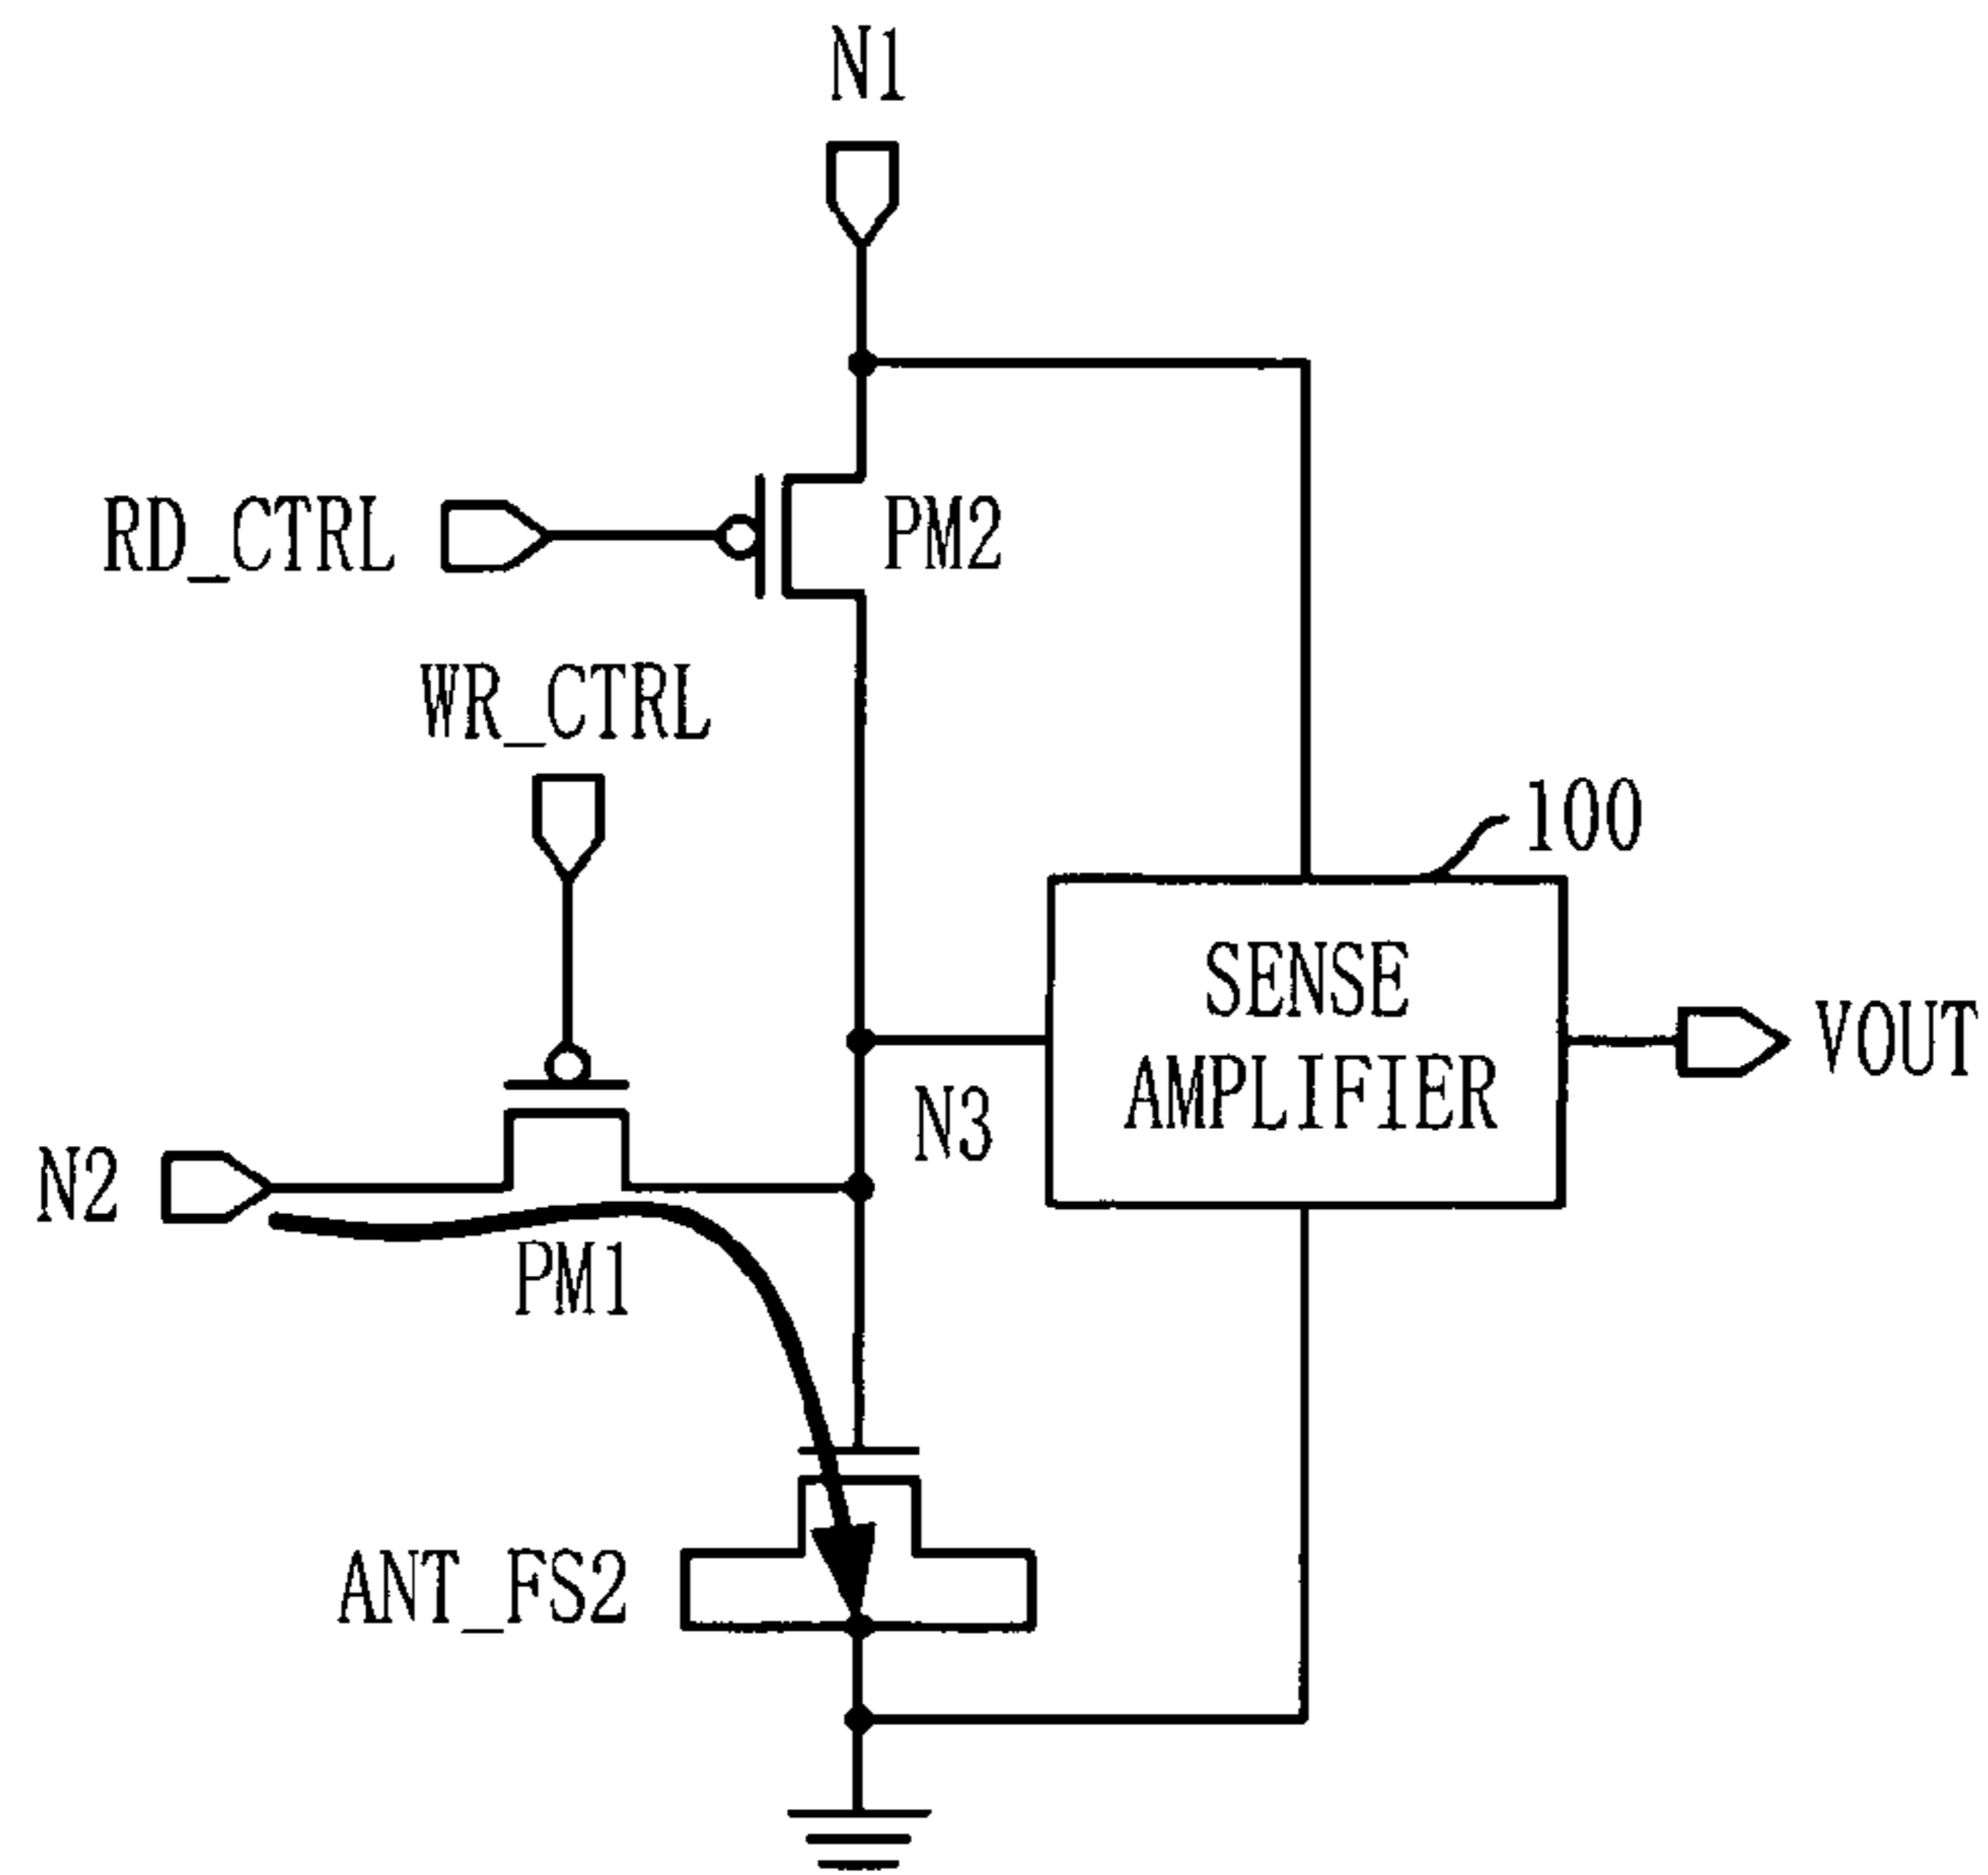 N1
RD_CTRL
PM2
WR_CTRL
100
SENSE
AMPLIFIER
VOUT
N3
N2
PM1
ANT_FS2